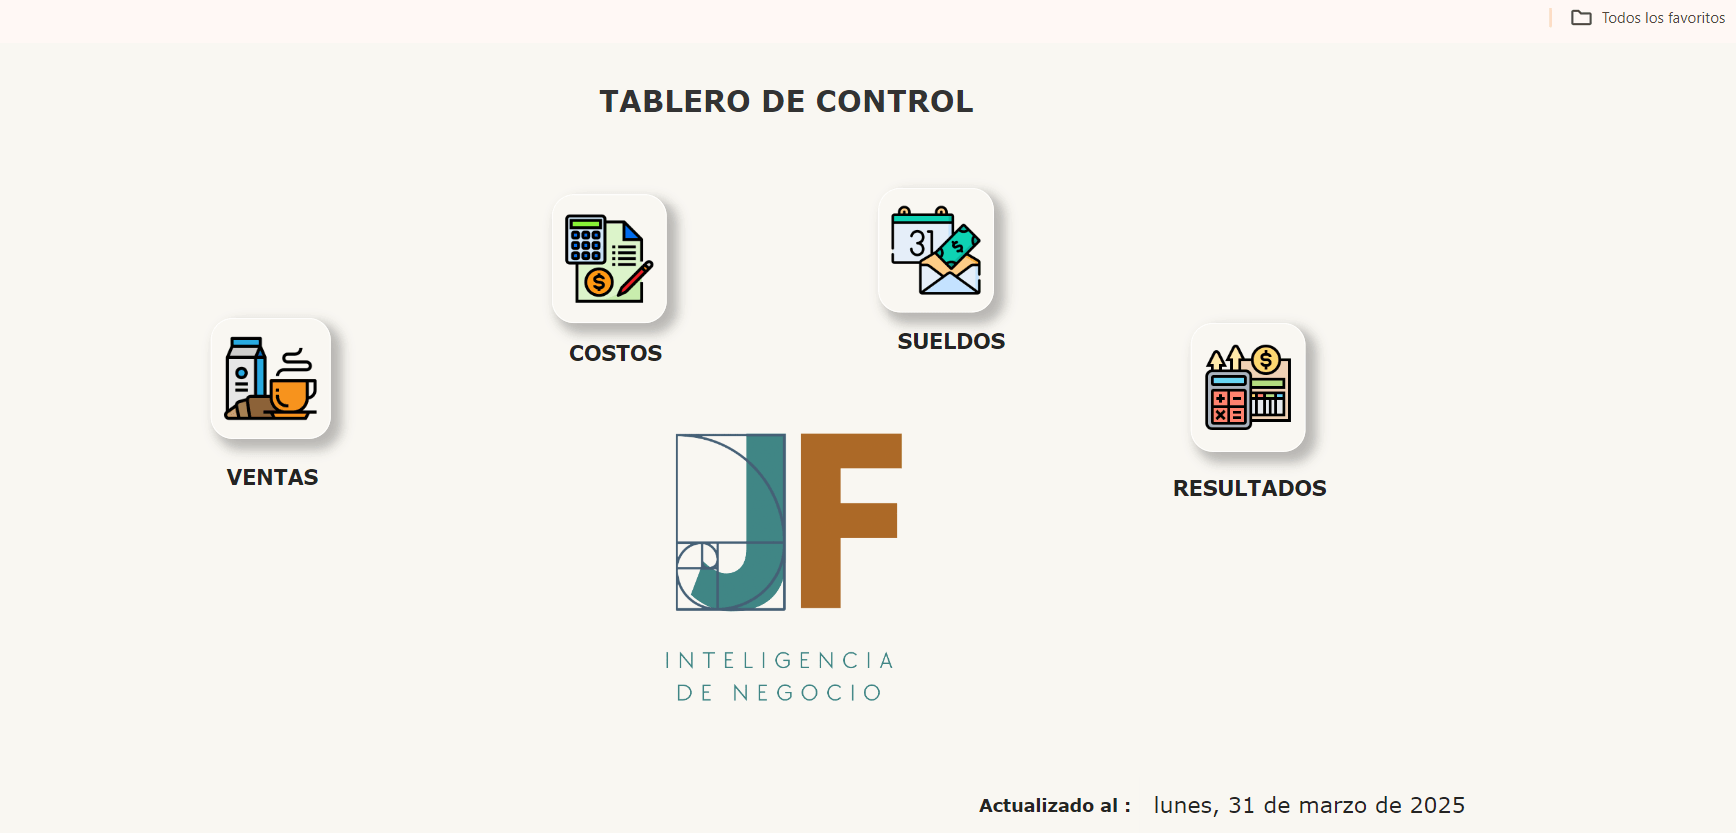 Todos los favoritos
TABLERO DE CONTROL
31
COSTOS
SUELDOS
VENTAS
RESULTADOS
JF
INTELIGENCIA
DE NEGOCIO
Actualizado al : lunes, 31 de marzo de 2025